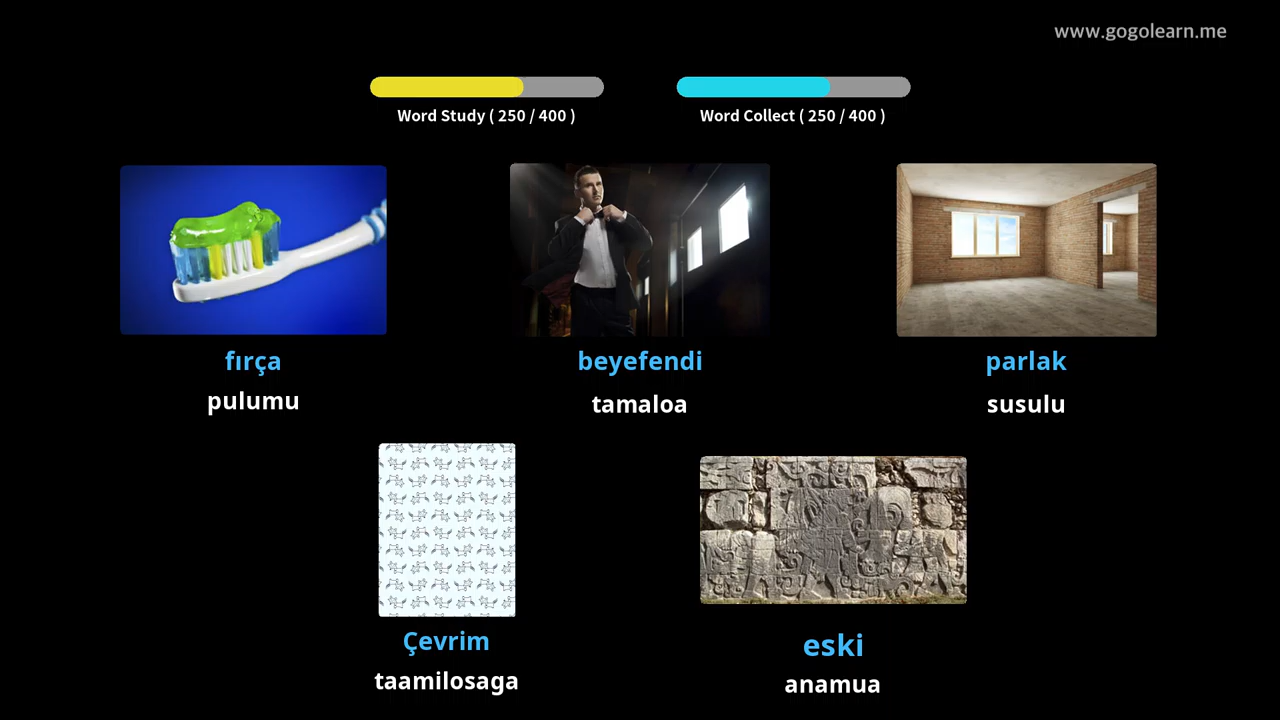 www.gogolearn.me
Word Study ( 250 / 400 )
Word Collect ( 250 / 400 )
fırça
beyefendi
parlak
pulumu
tamaloa
susulu
Çevrim
eski
taamilosaga
anamua